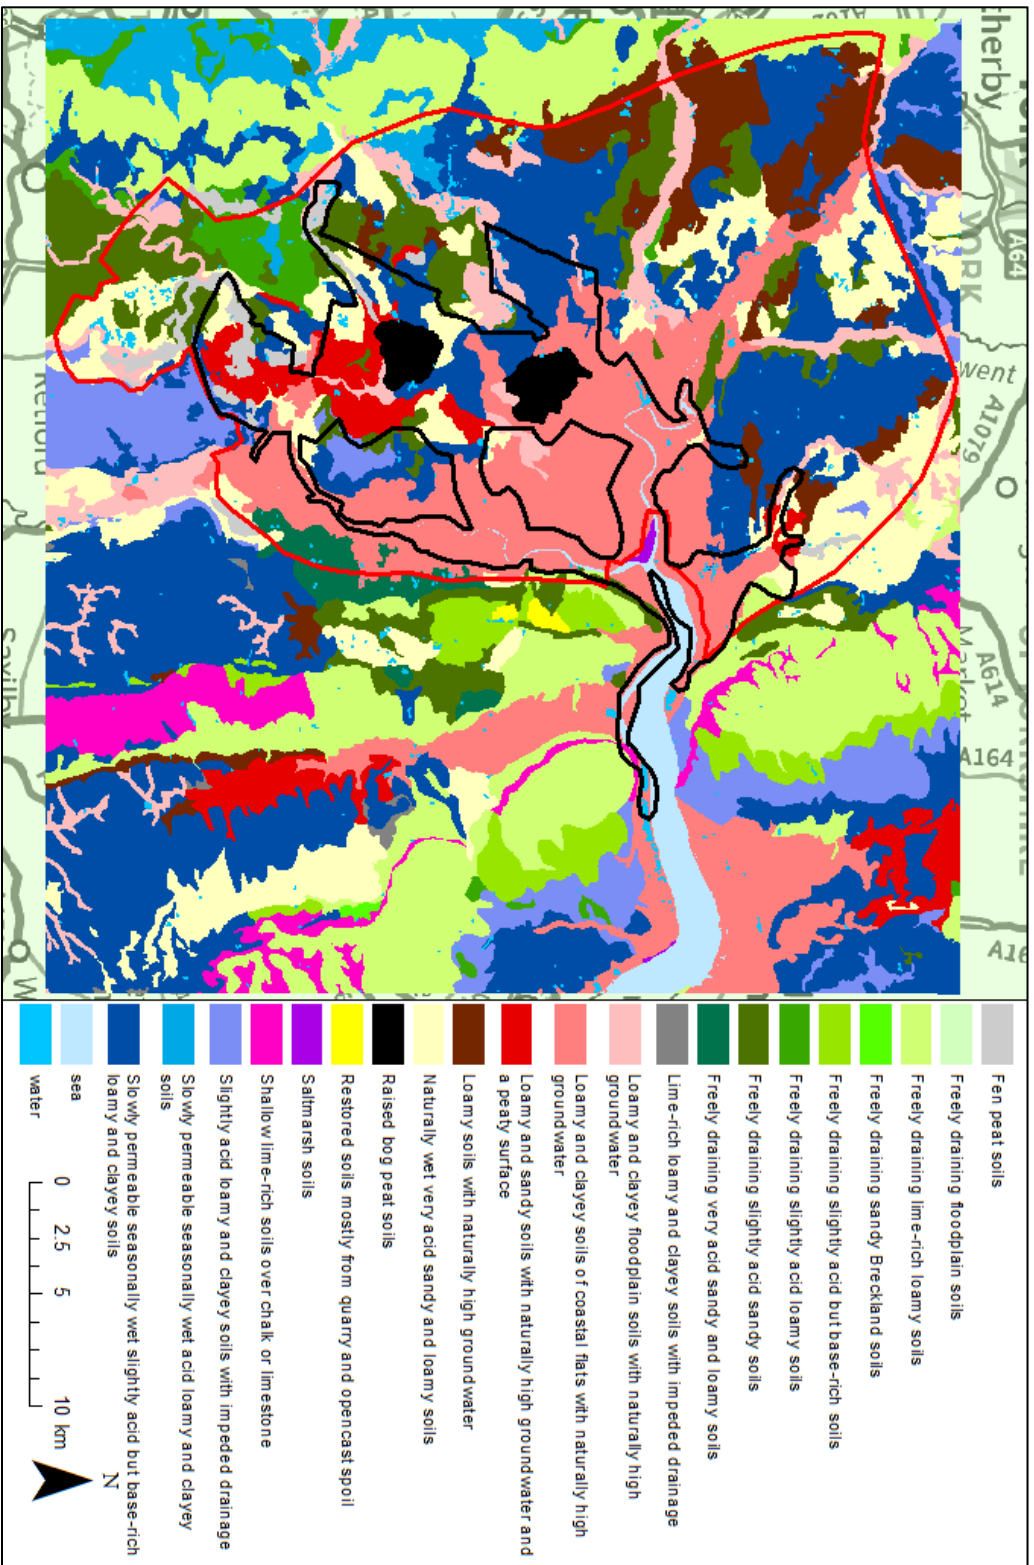 therby
YORK
A64
went
A1079
A614
Market
A164
A16
Retford
saxilby
W
Fen peat soils
Freely draining floodplain soils
Freely draining lime-rich loamy soils
Freely draining sandy Breckland soils
Freely draining slightly acid but base-rich soils
Freely draining slightly acid loamy soils
Freely draining slightly acid sandy soils
Freely draining very acid sandy and loamy soils
Lime-rich loamy and clayey soils with impeded drainage
Loamy and clayey floodplain soils with naturally high
groundwater
Loamy and clayey soils of coastal flats with naturally high
groundwater
Loamy and sandy soils with naturally high groundwater and
a peaty surface
Loamy soils with naturally high groundwater
Naturally wet very acid sandy and loamy soils
Raised bog peat soils
Restored soils mostly from quarry and opencast spoil
Saltmarsh soils
Shallow lime-rich soils over chalk or limestone
Slightly acid loamy and clayey soils with impeded drainage
Slowly permeable seasonally wet acid loamy and clayey
soils
Slowly permeable seasonally wet slightly acid but base-rich
loamy and clayey soils
sea
water
0 2.5 5 10 km
N